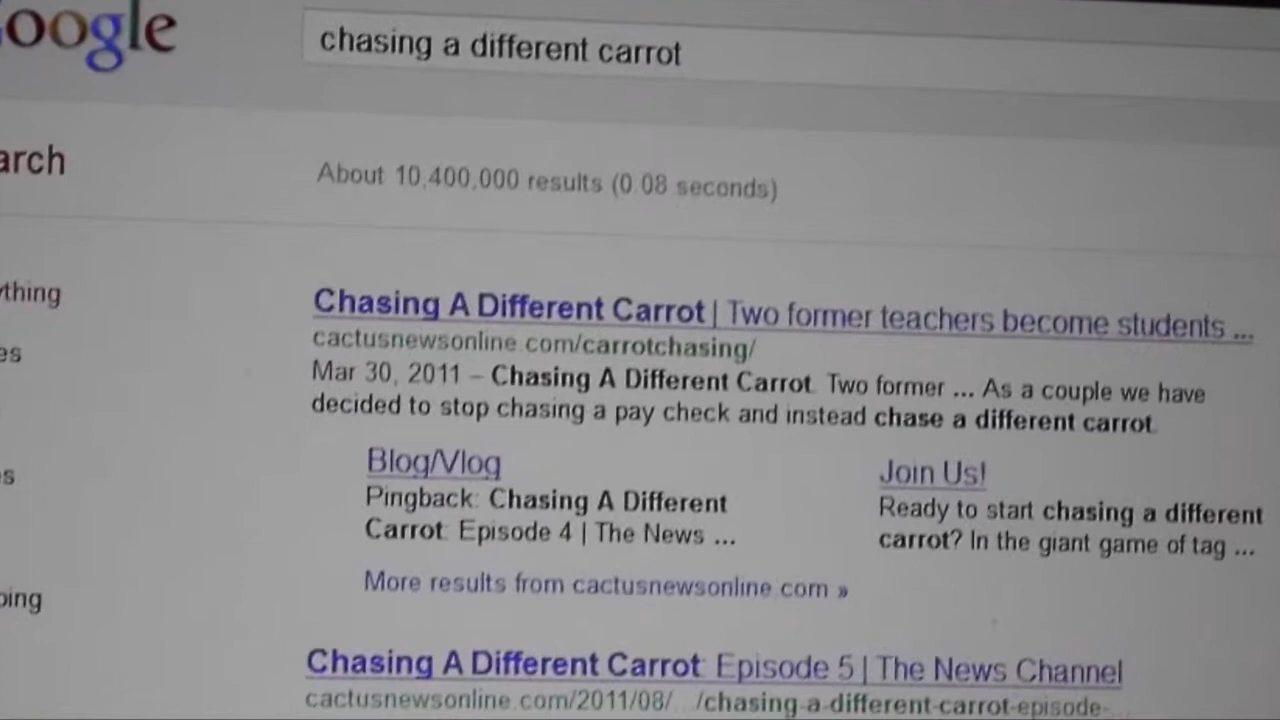 oogle
chasing a different carrot
arch
About 10,400,000 results (0.08 seconds)
thing
Chasing A Different Carrot | Two former teachers become students ...
cactusnewsonline.com/carrotchasing/
es
Mar 30, 2011 – Chasing A Different Carrot. Two former ... As a couple we have
decided to stop chasing a pay check and instead chase a different carrot.
Blog/Vlog
Join Us!
s
Pingback: Chasing A Different
Carrot: Episode 4 | The News ...
Ready to start chasing a different
carrot? In the giant game of tag ...
More results from cactusnewsonline.com »
ping
Chasing A Different Carrot: Episode 5 | The News Channel
cactusnewsonline.com/2011/08/.../chasing-a-different-carrot-episode-...